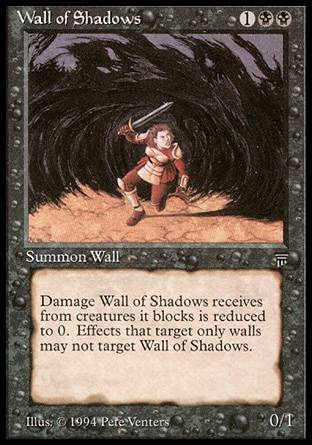 Wall of Shadows 1
Summon Wall
Damage Wall of Shadows receives
from creatures it blocks is reduced
to 0. Effects that target only walls
may not target Wall of Shadows.
Illus: © 1994 Pete Venters 0/1